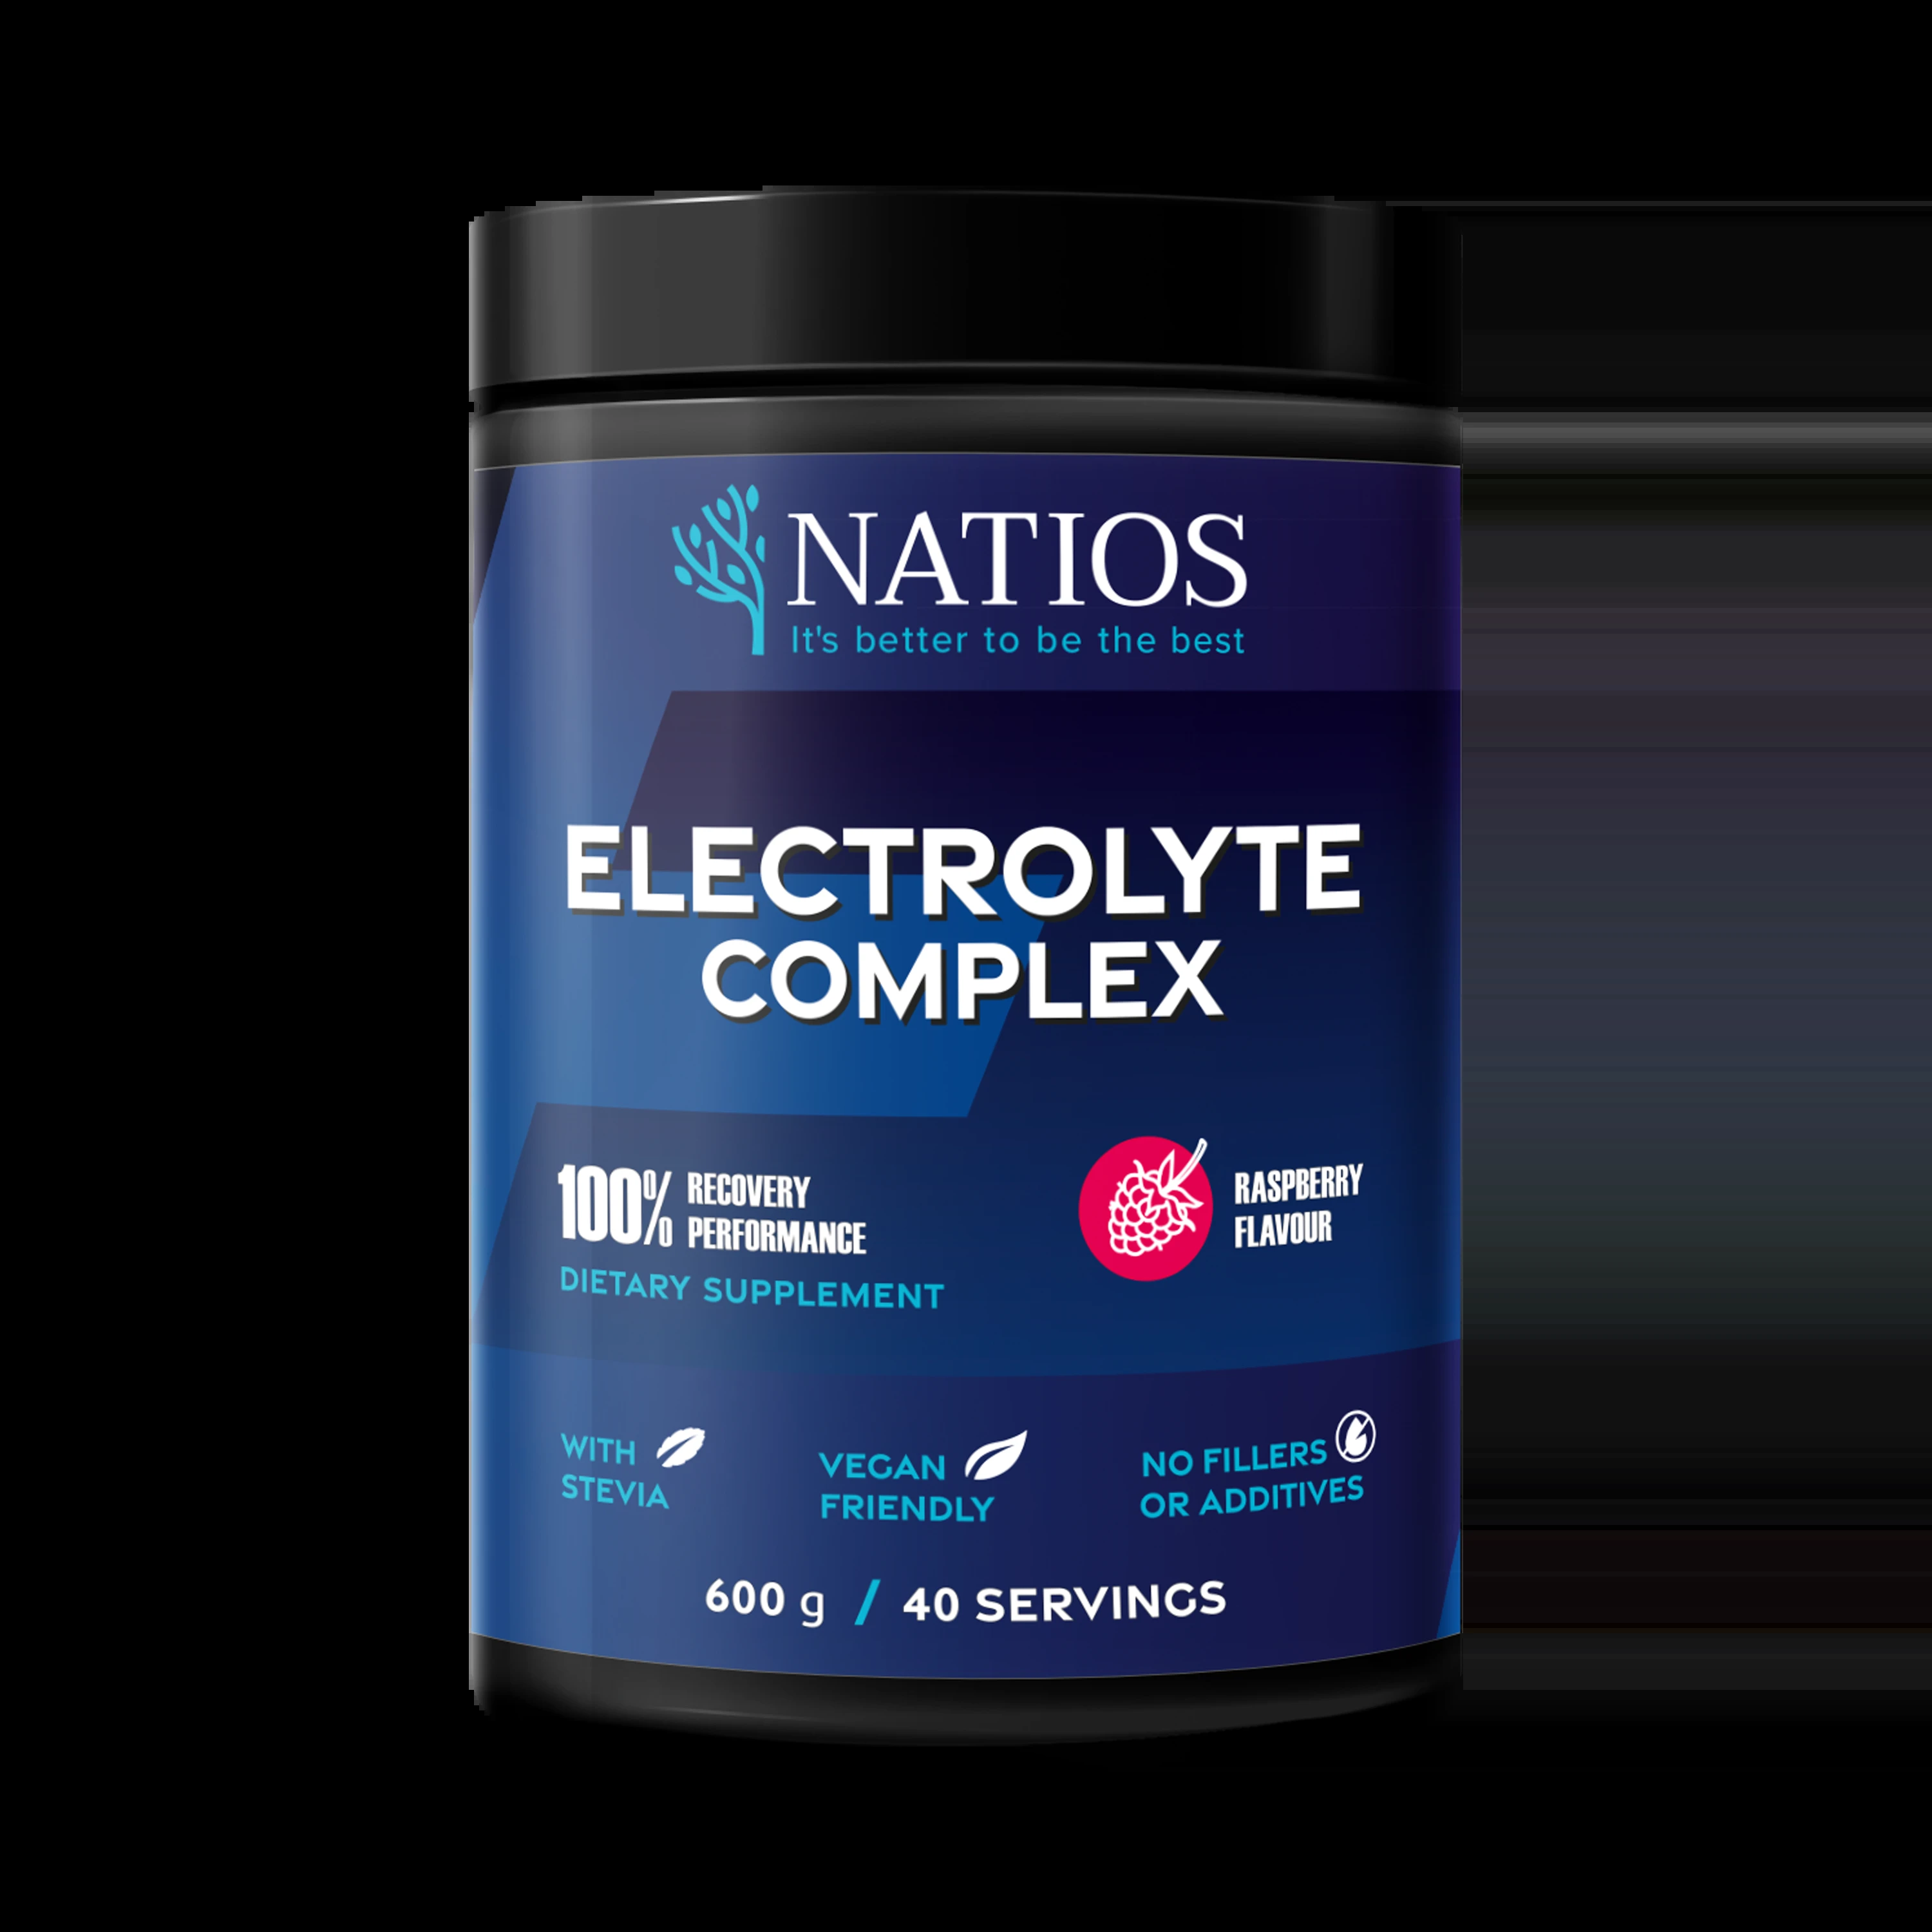 NATIOS
It's better to be the best
ELECTROLYTE
COMPLEX
100% RECOVERY
PERFORMANCE
DIETARY SUPPLEMENT
RASPBERRY
FLAVOUR
WITH
STEVIA
VEGAN
FRIENDLY
NO FILLERS
OR ADDITIVES
600 g / 40 SERVINGS